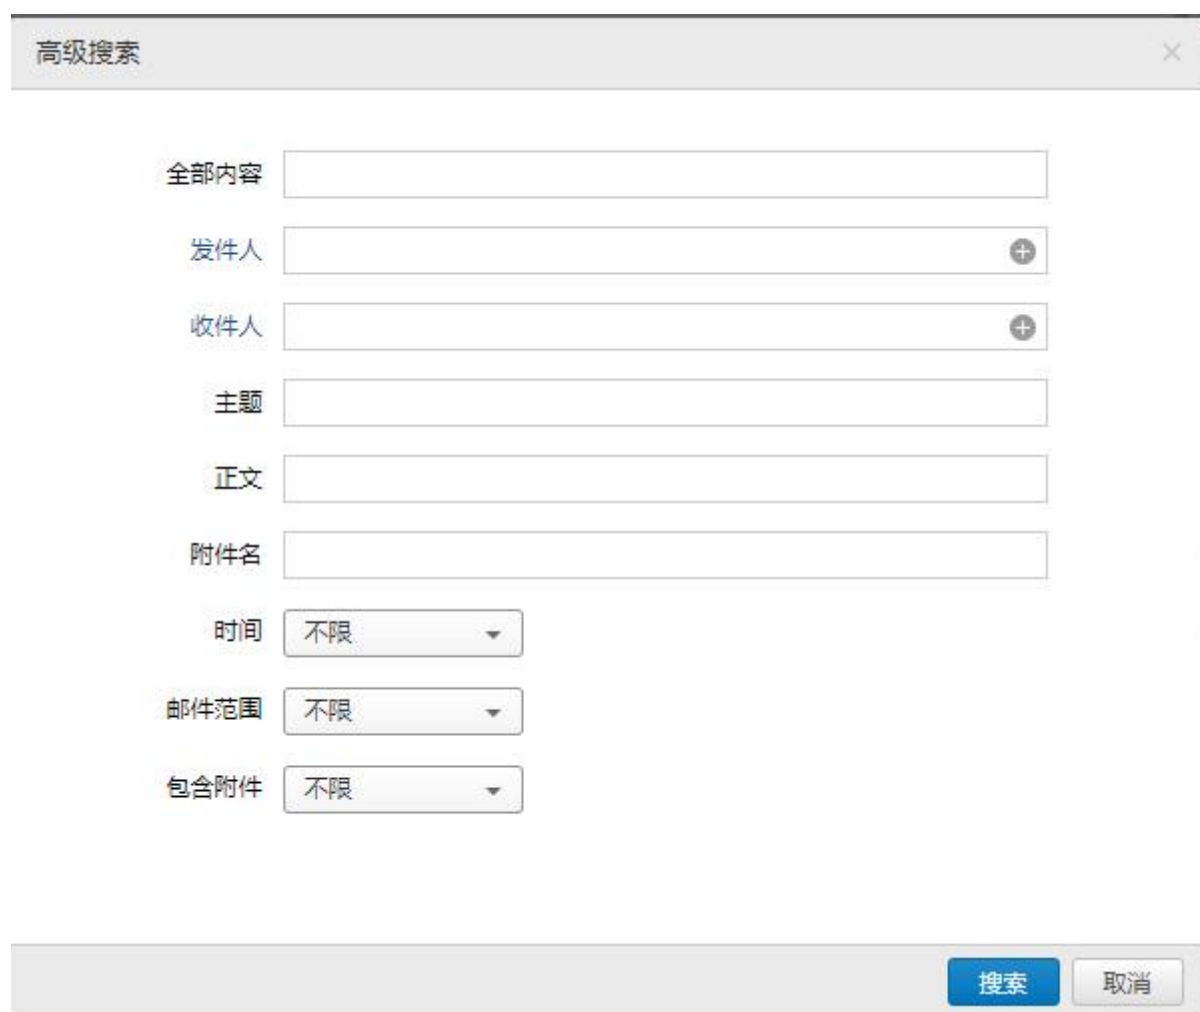 高级搜索
全部内容
发件人
收件人
主题
正文
附件名
时间 不限
邮件范围 不限
包含附件 不限
搜索 取消